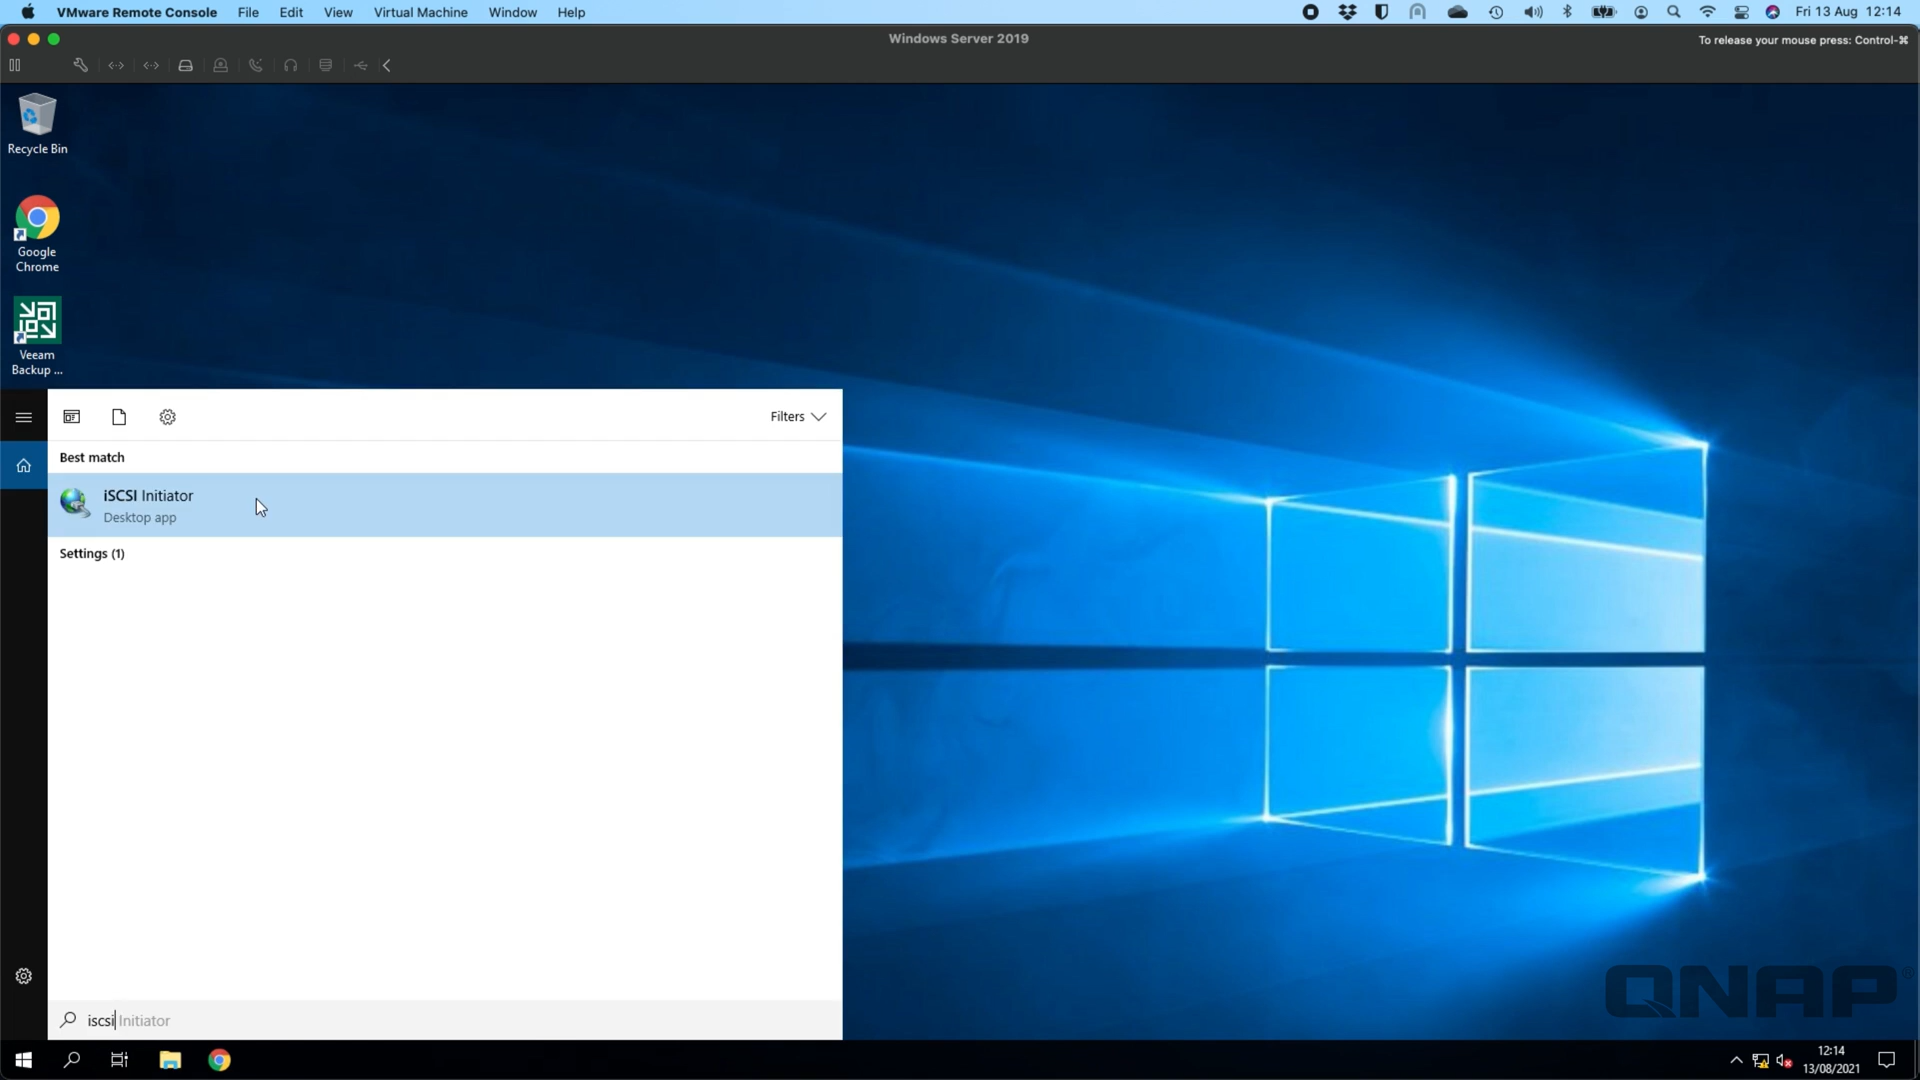 VMware Remote Console File Edit View Virtual Machine Window Help Fri 13 Aug 12:14
Windows Server 2019
To release your mouse press: Control-⌘
Recycle Bin
Google
Chrome
Veeam
Backup ...
Filters
Best match
iSCSI Initiator
Desktop app
Settings (1)
iscsi Initiator
QNAP®
12:14
13/08/2021